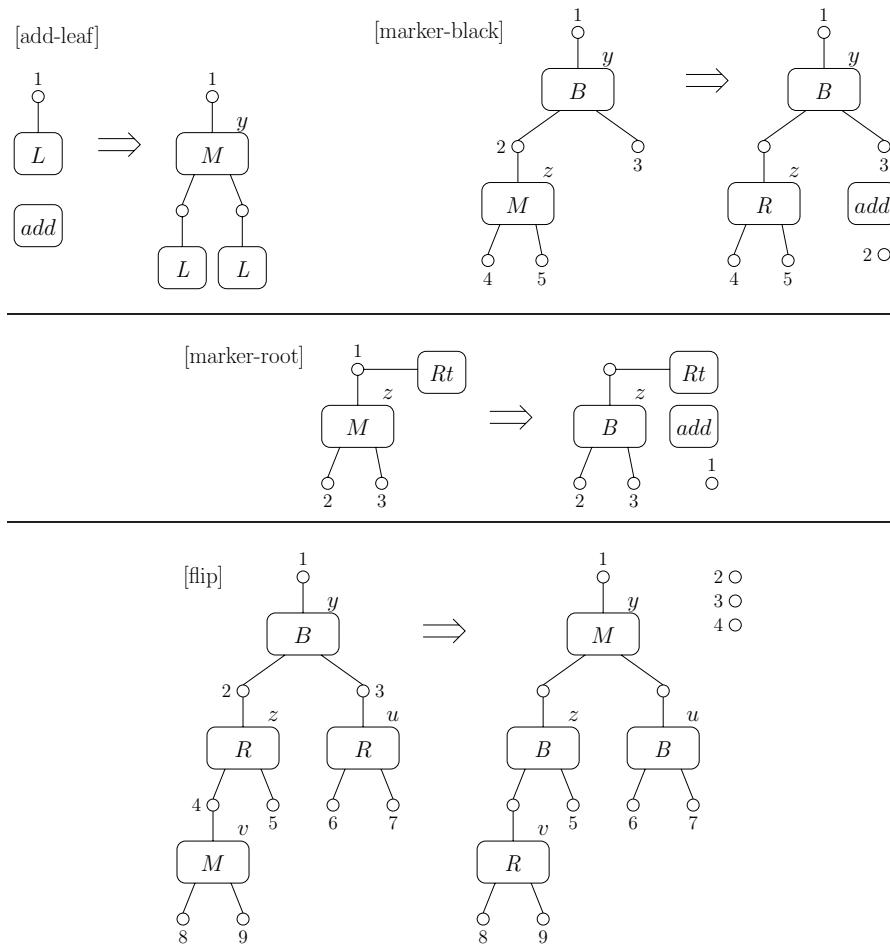 [add-leaf]
1
L
add
⇒
1
y
M
L
L
[marker-black]
1
y
B
2
3
z
M
4
5
⇒
1
y
B
3
z
R
add
4
5
2
[marker-root]
1
Rt
z
M
2
3
⇒
Rt
z
B
add
2
3
1
[flip]
1
y
B
2
3
z
R
u
R
4
5
6
7
v
M
8
9
⇒
1
y
M
z
B
u
B
5
6
7
v
R
8
9
2
3
4